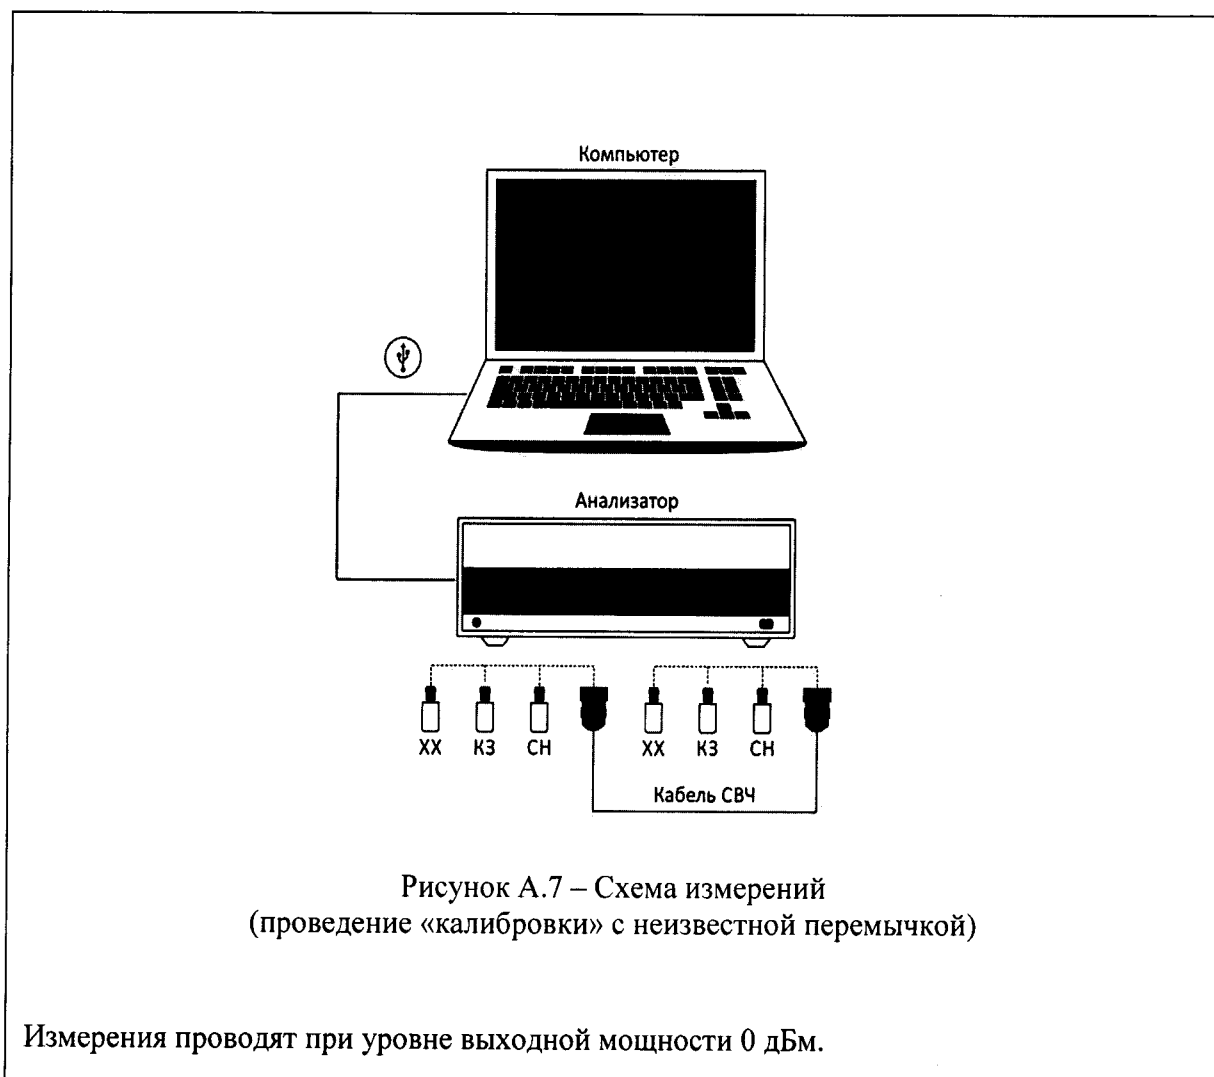 Компьютер
Анализатор
ХХ КЗ СН ХХ КЗ СН
Кабель СВЧ
Рисунок А.7 – Схема измерений
(проведение «калибровки» с неизвестной перемычкой)
Измерения проводят при уровне выходной мощности 0 дБм.